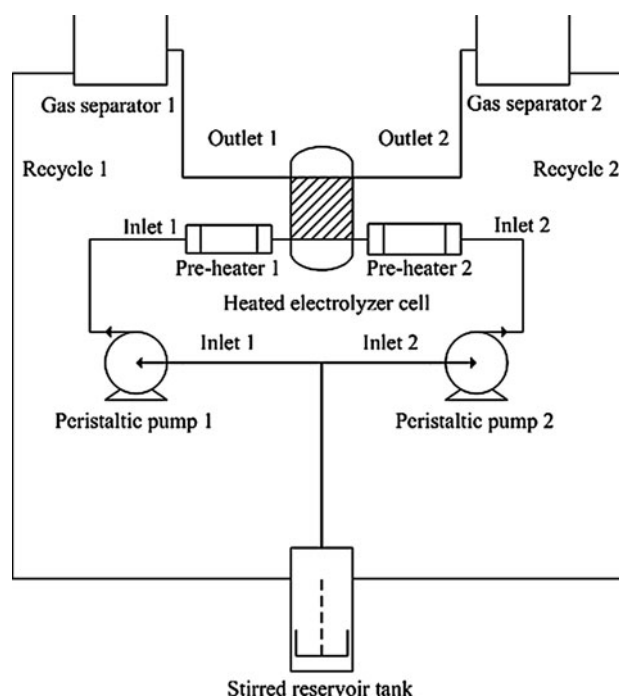 Gas separator 1
Gas separator 2
Outlet 1
Outlet 2
Recycle 1
Recycle 2
Inlet 1
Inlet 2
Pre-heater 1
Pre-heater 2
Heated electrolyzer cell
Inlet 1
Inlet 2
Peristaltic pump 1
Peristaltic pump 2
Stirred reservoir tank